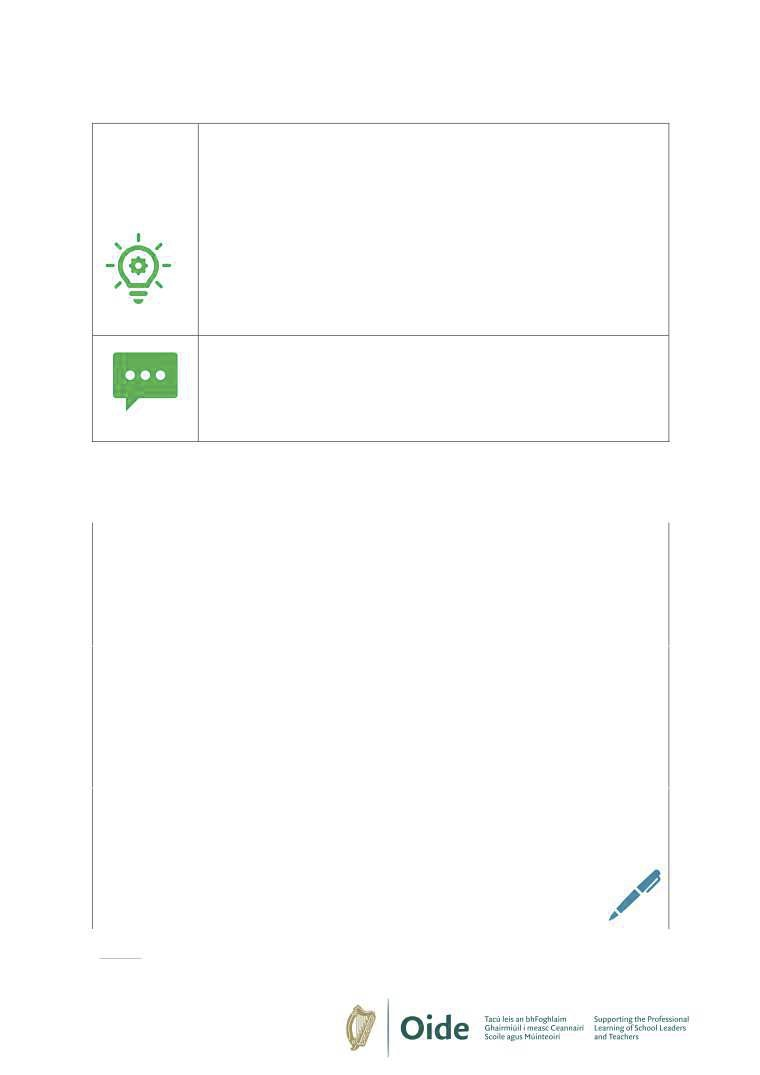 Oide
Tacú leis an bhFoghlaim
Ghairmiúil i measc Ceannairí
Scoile agus Múinteoirí
Supporting the Professional
Learning of School Leaders
and Teachers